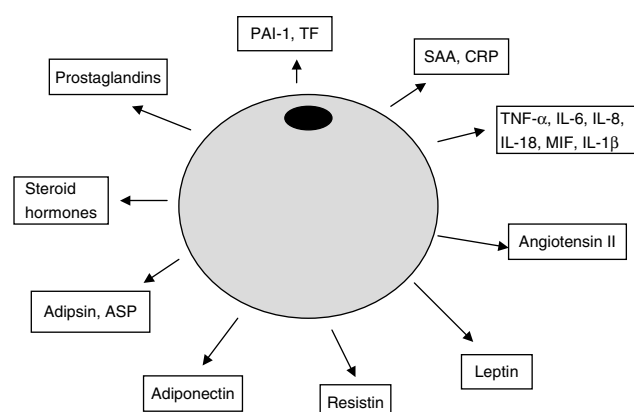 PAI-1, TF
SAA, CRP
Prostaglandins
TNF-α, IL-6, IL-8,
IL-18, MIF, IL-1β
Steroid
hormones
Angiotensin II
Adipsin, ASP
Leptin
Adiponectin
Resistin